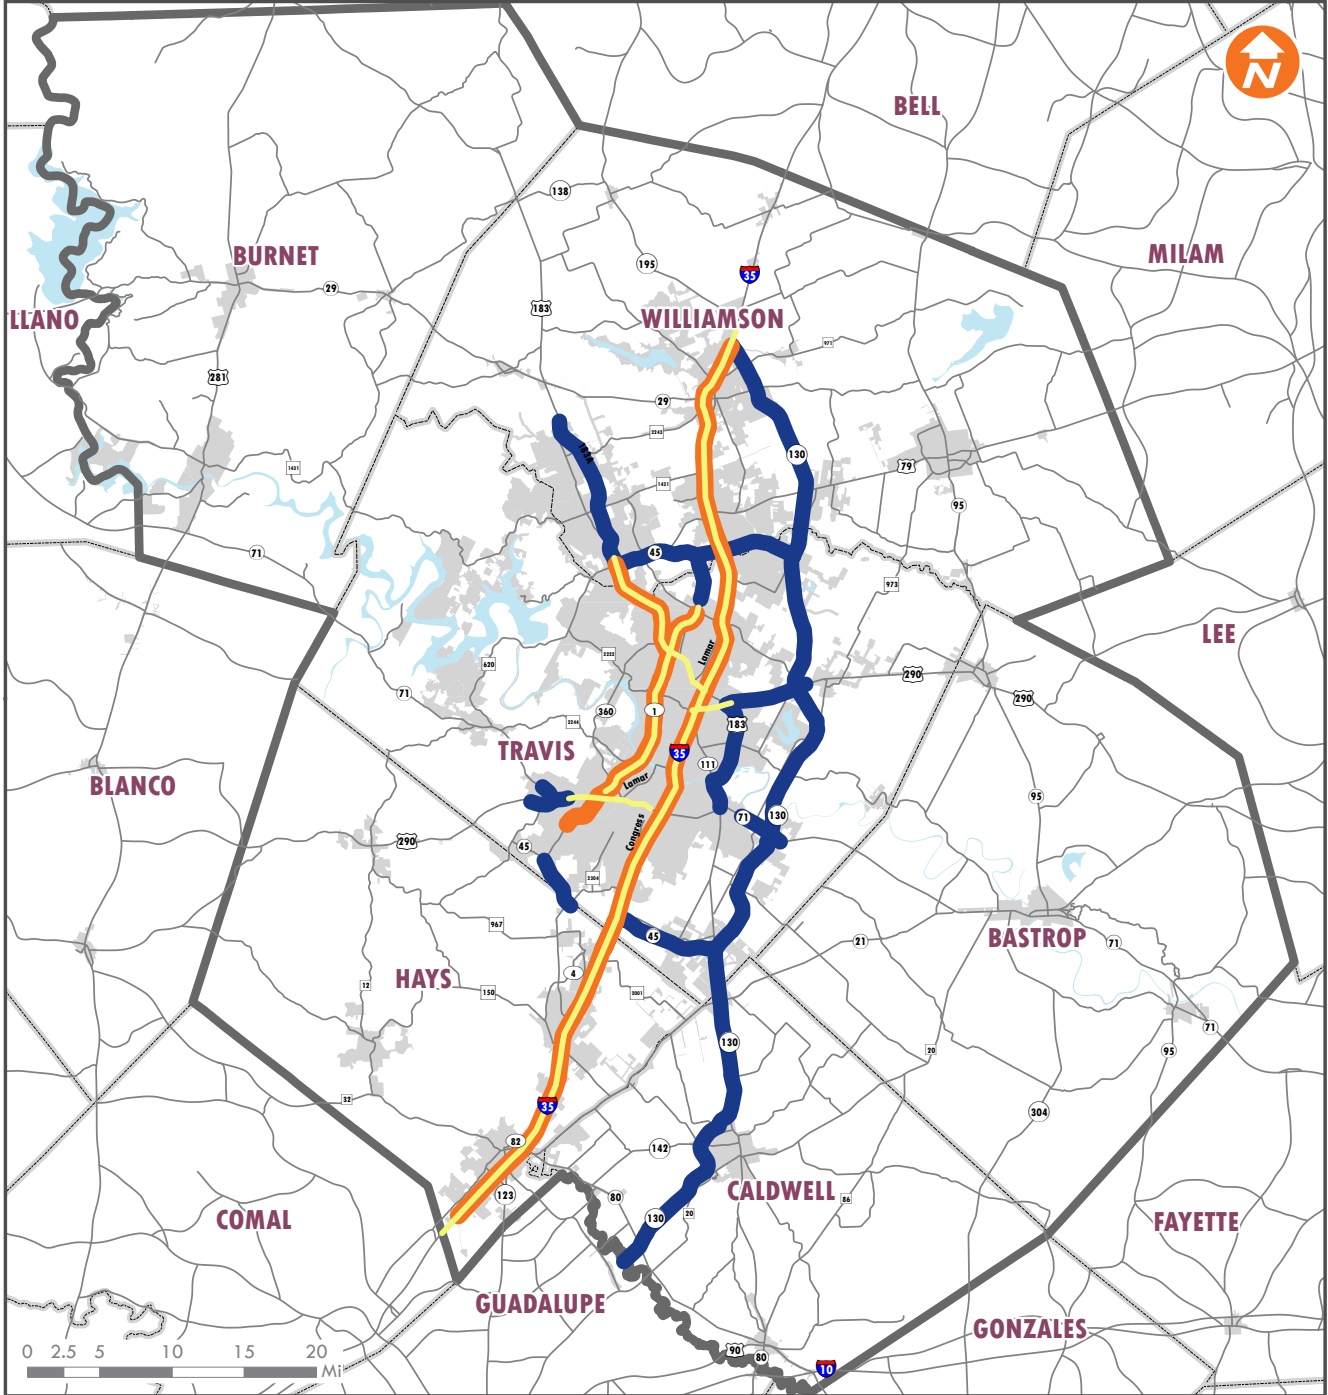 N
BELL
138
MILAM
BURNET
195
35
29
183
LLANO
WILLIAMSON
971
281
29
2243
183A
130
79
1431
1431
95
45
71
973
LEE
Lamar
2222
620
290
71
290
360
1
2244
183
TRAVIS
35
111
Lamar
BLANCO
95
130
71
Congress
290
45
2304
967
45
BASTROP
21
71
4
HAYS
12
150
2001
71
130
20
95
32
35
304
82
142
CALDWELL
123
80
86
20
130
COMAL
FAYETTE
GUADALUPE
GONZALES
90
80
10
0 2.5 5 10 15 20
Mi